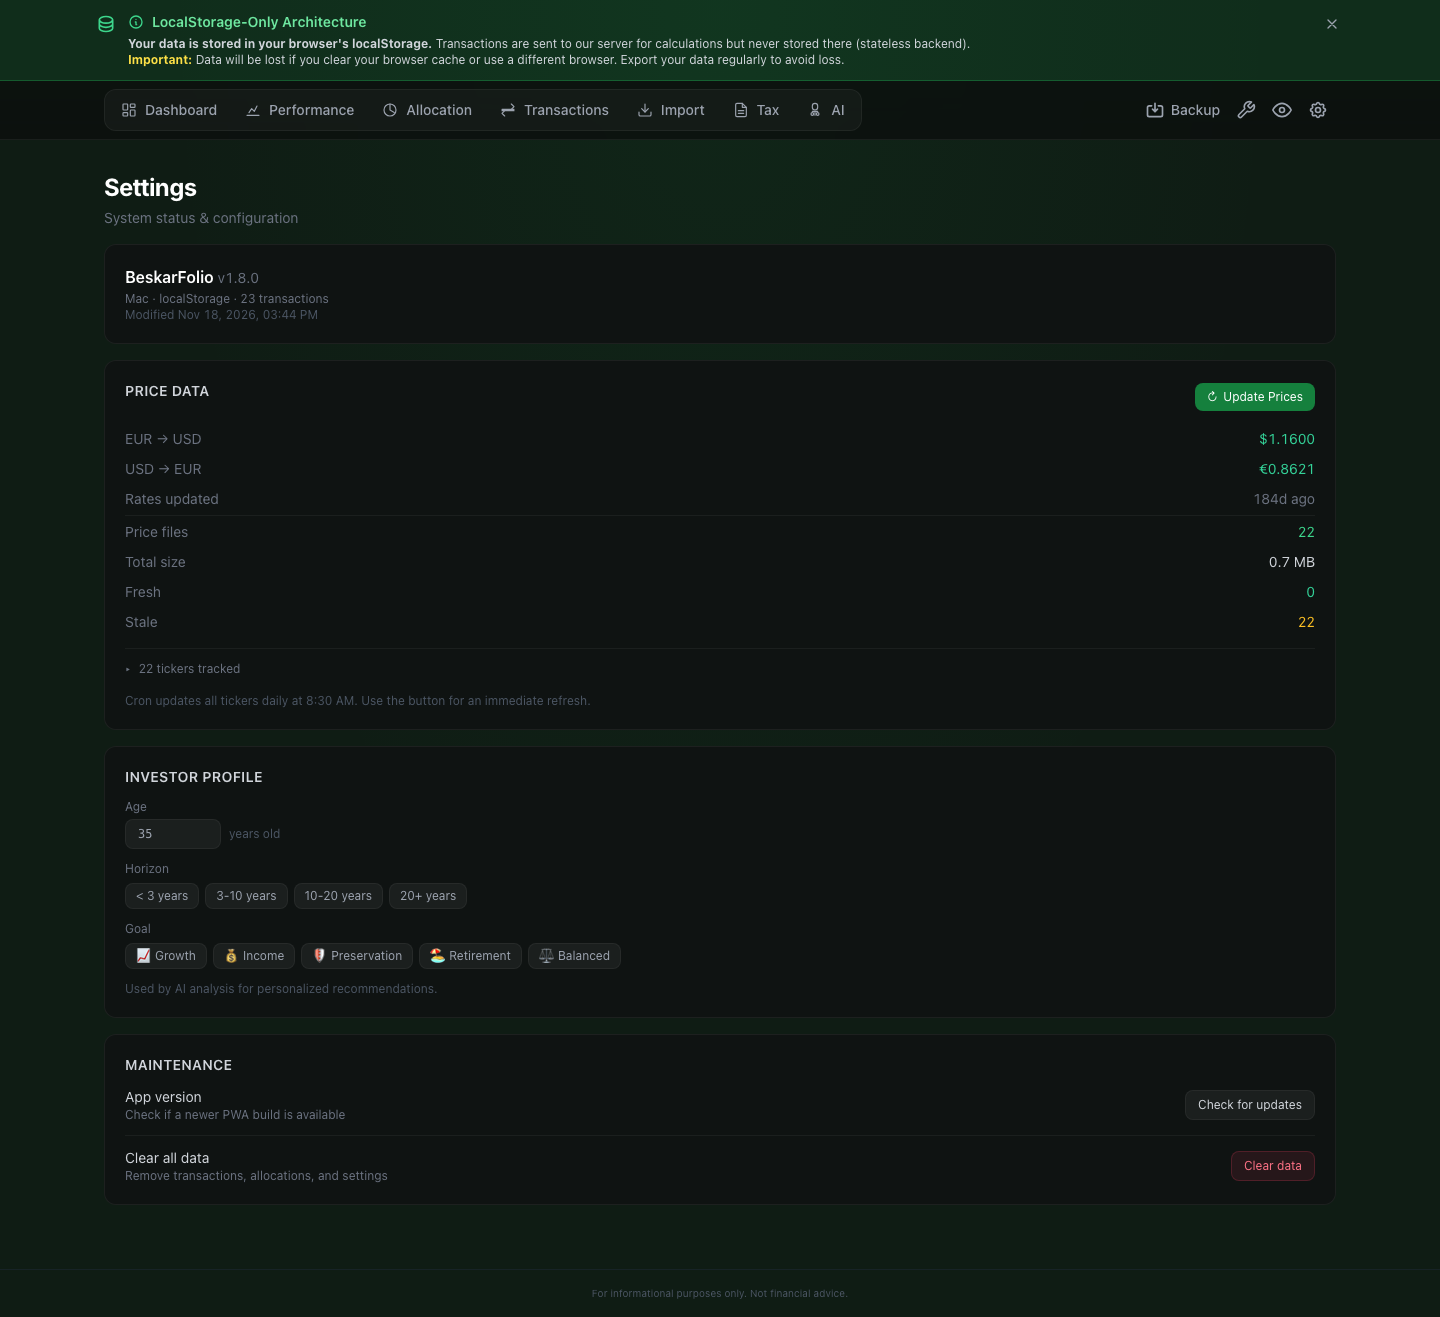 LocalStorage-Only Architecture
Your data is stored in your browser's localStorage. Transactions are sent to our server for calculations but never stored there (stateless backend).
Important: Data will be lost if you clear your browser cache or use a different browser. Export your data regularly to avoid loss.
Dashboard Performance Allocation Transactions Import Tax AI Backup
Settings
System status & configuration
BeskarFolio v1.8.0
Mac · localStorage · 23 transactions
Modified Nov 18, 2026, 03:44 PM
PRICE DATA
↻ Update Prices
EUR → USD $1.1600
USD → EUR €0.8621
Rates updated 184d ago
Price files 22
Total size 0.7 MB
Fresh 0
Stale 22
▸ 22 tickers tracked
Cron updates all tickers daily at 8:30 AM. Use the button for an immediate refresh.
INVESTOR PROFILE
Age
35 years old
Horizon
< 3 years 3-10 years 10-20 years 20+ years
Goal
📈 Growth 💰 Income 🛡️ Preservation 🏖️ Retirement ⚖️ Balanced
Used by AI analysis for personalized recommendations.
MAINTENANCE
App version
Check if a newer PWA build is available
Check for updates
Clear all data
Remove transactions, allocations, and settings
Clear data
For informational purposes only. Not financial advice.